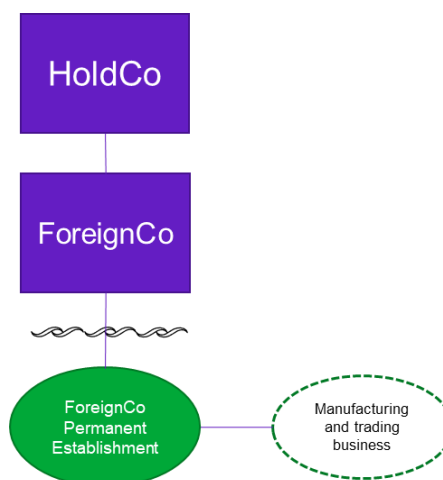 HoldCo
ForeignCo
ForeignCo
Permanent
Establishment
Manufacturing
and trading
business